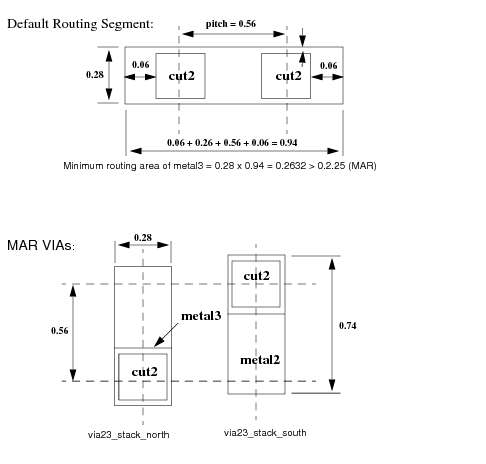 Default Routing Segment:
pitch = 0.56
0.28
0.06
cut2
cut2
0.06
0.06 + 0.26 + 0.56 + 0.06 = 0.94
Minimum routing area of metal3 = 0.28 x 0.94 = 0.2632 > 0.2.25 (MAR)
MAR VIAs:
0.28
cut2
metal3
0.56
0.74
cut2
metal2
via23_stack_north
via23_stack_south